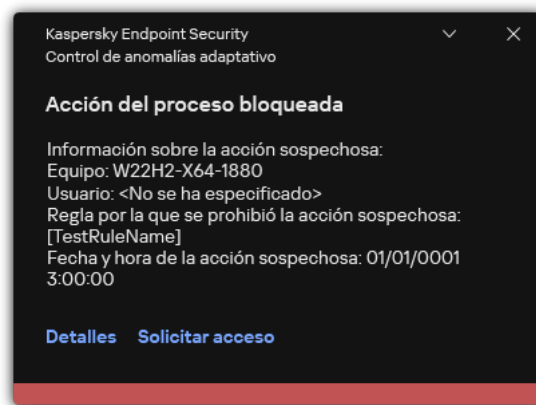 Kaspersky Endpoint Security
Control de anomalías adaptativo
Acción del proceso bloqueada
Información sobre la acción sospechosa:
Equipo: W22H2-X64-1880
Usuario: <No se ha especificado>
Regla por la que se prohibió la acción sospechosa:
[TestRuleName]
Fecha y hora de la acción sospechosa: 01/01/0001
3:00:00
Detalles Solicitar acceso